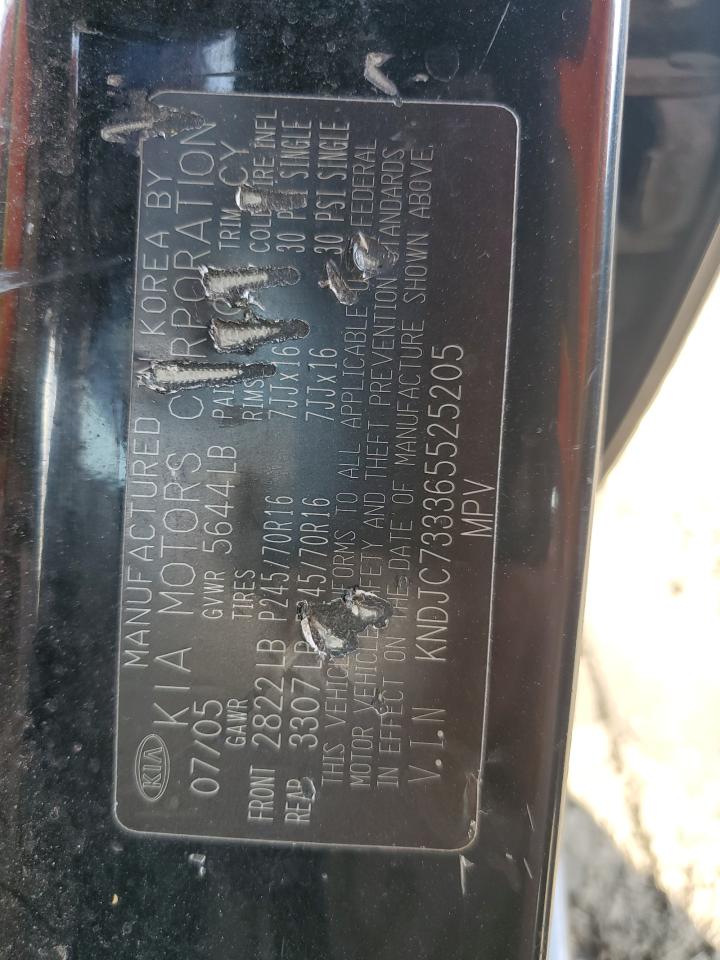 KIA
MANUFACTURED KOREA BY
KIA MOTORS CORPORATION
07/05 GVWR 5644LB TRIM CY
GAWR TIRES RIMS COLD TIRE INFL
FRONT 2822LB P245/70R16 7JJx16 30 PSI SINGLE
REAR 3307LB 45/70R16 7JJx16 30 PSI SINGLE
THIS VEHICLE CONFORMS TO ALL APPLICABLE FEDERAL
MOTOR VEHICLE SAFETY AND THEFT PREVENTION STANDARDS
IN EFFECT ON THE DATE OF MANUFACTURE SHOWN ABOVE.
V.I.N KNDJC733365525205
MPV